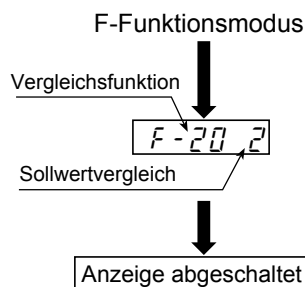 F-Funktionsmodus
Vergleichsfunktion
F-20 2
Sollwertvergleich
Anzeige abgeschaltet